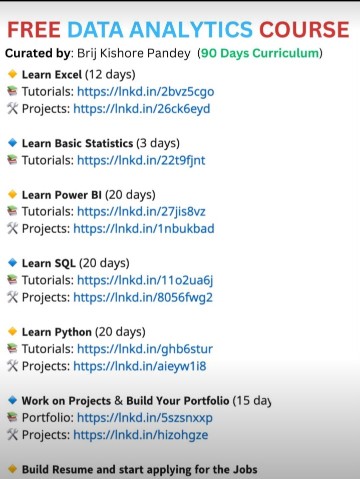 FREE DATA ANALYTICS COURSE
Curated by: Brij Kishore Pandey (90 Days Curriculum)
Learn Excel (12 days)
Tutorials: https://lnkd.in/2bvz5cgo
Projects: https://lnkd.in/26ck6eyd
Learn Basic Statistics (3 days)
Tutorials: https://lnkd.in/22t9fjnt
Learn Power BI (20 days)
Tutorials: https://lnkd.in/27jis8vz
Projects: https://lnkd.in/1nbukbad
Learn SQL (20 days)
Tutorials: https://lnkd.in/11o2ua6j
Projects: https://lnkd.in/8056fwg2
Learn Python (20 days)
Tutorials: https://lnkd.in/ghb6stur
Projects: https://lnkd.in/aieyw1i8
Work on Projects & Build Your Portfolio (15 day
Portfolio: https://lnkd.in/5szsnxxp
Projects: https://lnkd.in/hizohgze
Build Resume and start applying for the Jobs